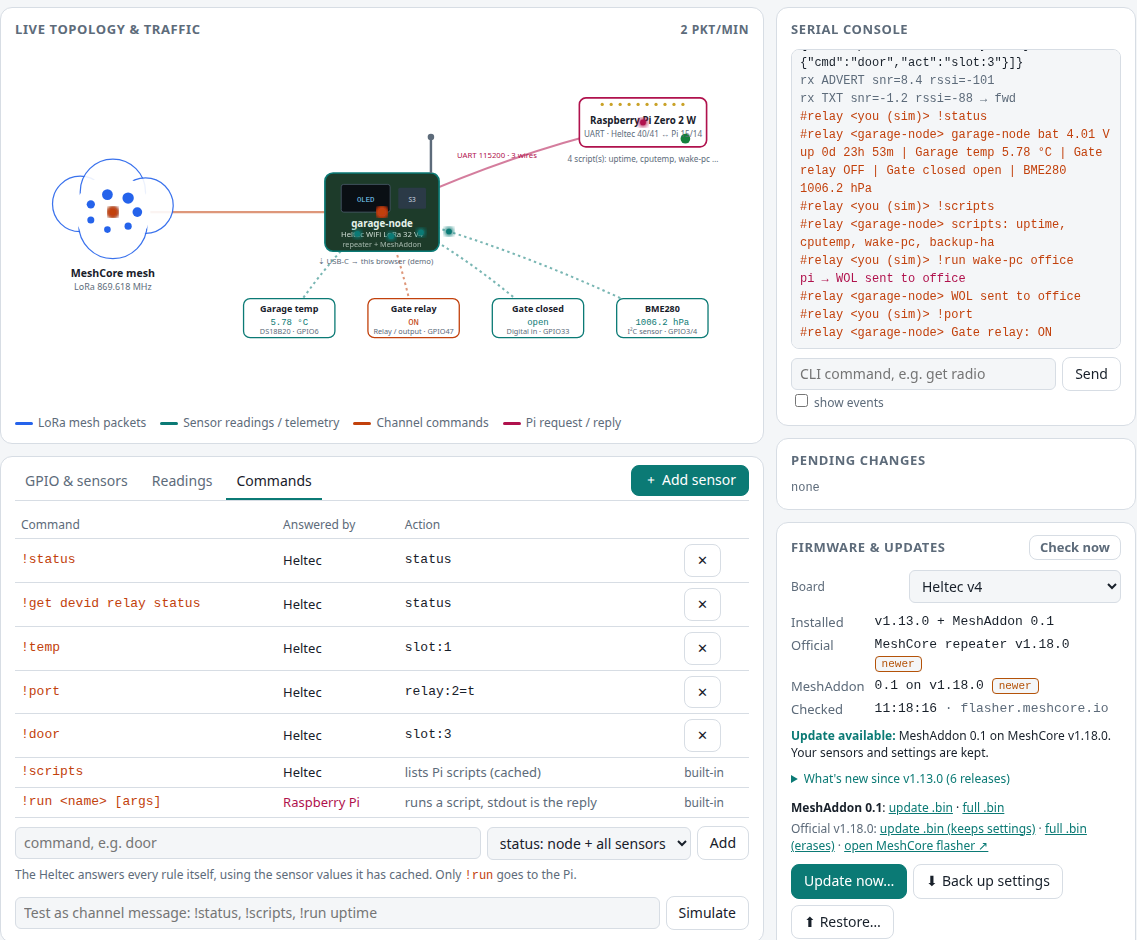 LIVE TOPOLOGY & TRAFFIC
2 PKT/MIN
Raspberry Pi Zero 2 W
UART · Heltec 40/41 ↔ Pi 15/14
UART 115200 · 3 wires
4 script(s): uptime, cputemp, wake-pc ...
OLED
S3
garage-node
Heltec WiFi LoRa 32 V4
repeater + MeshAddon
↓ USB-C → this browser (demo)
MeshCore mesh
LoRa 869.618 MHz
Garage temp
5.78 °C
DS18B20 · GPIO6
Gate relay
ON
Relay / output · GPIO47
Gate closed
open
Digital in · GPIO33
BME280
1006.2 hPa
I²C sensor · GPIO3/4
LoRa mesh packets
Sensor readings / telemetry
Channel commands
Pi request / reply
GPIO & sensors
Readings
Commands
+ Add sensor
Command
Answered by
Action
!status
Heltec
status
✕
!get devid relay status
Heltec
status
✕
!temp
Heltec
slot:1
✕
!port
Heltec
relay:2=t
✕
!door
Heltec
slot:3
✕
!scripts
Heltec
lists Pi scripts (cached)
built-in
!run <name> [args]
Raspberry Pi
runs a script, stdout is the reply
built-in
command, e.g. door
status: node + all sensors
Add
The Heltec answers every rule itself, using the sensor values it has cached. Only !run goes to the Pi.
Test as channel message: !status, !scripts, !run uptime
Simulate
SERIAL CONSOLE
{"cmd":"door","act":"slot:3"}]}
rx ADVERT snr=8.4 rssi=-101
rx TXT snr=-1.2 rssi=-88 → fwd
#relay <you (sim)> !status
#relay <garage-node> garage-node bat 4.01 V
up 0d 23h 53m | Garage temp 5.78 °C | Gate
relay OFF | Gate closed open | BME280
1006.2 hPa
#relay <you (sim)> !scripts
#relay <garage-node> scripts: uptime,
cputemp, wake-pc, backup-ha
#relay <you (sim)> !run wake-pc office
pi → WOL sent to office
#relay <garage-node> WOL sent to office
#relay <you (sim)> !port
#relay <garage-node> Gate relay: ON
CLI command, e.g. get radio
Send
show events
PENDING CHANGES
none
FIRMWARE & UPDATES
Check now
Board
Heltec v4
Installed
v1.13.0 + MeshAddon 0.1
Official
MeshCore repeater v1.18.0
newer
MeshAddon
0.1 on v1.18.0 newer
Checked
11:18:16 · flasher.meshcore.io
Update available: MeshAddon 0.1 on MeshCore v1.18.0.
Your sensors and settings are kept.
▶ What's new since v1.13.0 (6 releases)
MeshAddon 0.1: update .bin · full .bin
Official v1.18.0: update .bin (keeps settings) · full .bin
(erases) · open MeshCore flasher ↗
Update now...
⬇ Back up settings
⬆ Restore...